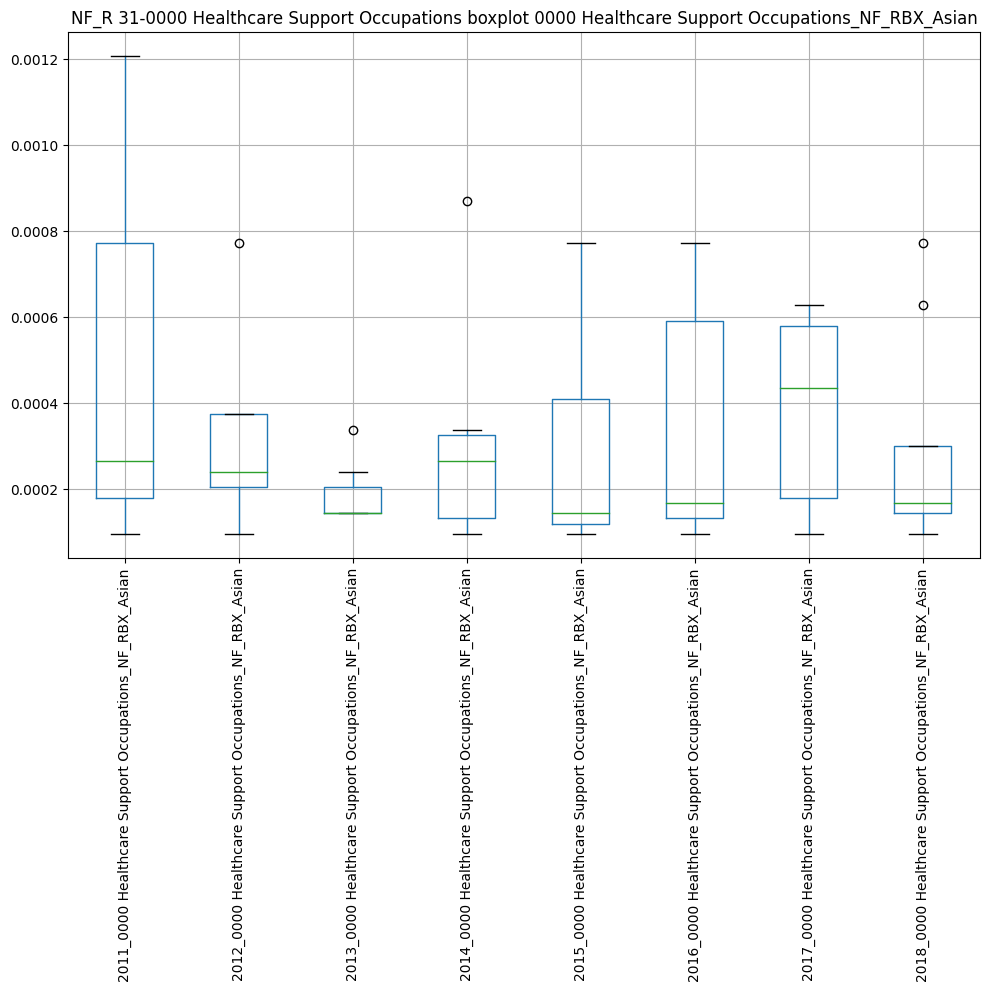 NF_R 31-0000 Healthcare Support Occupations boxplot 0000 Healthcare Support Occupations_NF_RBX_Asian
0.0012
0.0010
0.0008
0.0006
0.0004
0.0002
2011_0000 Healthcare Support Occupations_NF_RBX_Asian
2012_0000 Healthcare Support Occupations_NF_RBX_Asian
2013_0000 Healthcare Support Occupations_NF_RBX_Asian
2014_0000 Healthcare Support Occupations_NF_RBX_Asian
2015_0000 Healthcare Support Occupations_NF_RBX_Asian
2016_0000 Healthcare Support Occupations_NF_RBX_Asian
2017_0000 Healthcare Support Occupations_NF_RBX_Asian
2018_0000 Healthcare Support Occupations_NF_RBX_Asian